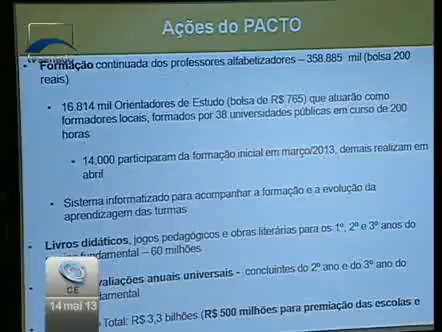 Ações do PACTO
• Formação continuada dos professores alfabetizadores – 358.885 mil (bolsa 200
reais)
• 16.814 mil Orientadores de Estudo (bolsa de R$ 765) que atuarão como
formadores locais, formados por 38 universidades públicas em curso de 200
horas
• 14.000 participaram da formação inicial em março/2013, demais realizam em
abril
• Sistema informatizado para acompanhar a formação e a evolução da
aprendizagem das turmas
• Livros didáticos, jogos pedagógicos e obras literárias para os 1º, 2º e 3º anos do
fundamental – 60 milhões
valiações anuais universais - concluintes do 2º ano e do 3º ano do
damental
Total: R$ 3,3 bilhões (R$ 500 milhões para premiação das escolas e
CE
14 mai 13